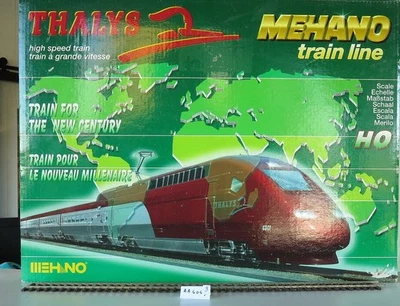 THALYS
high speed train
train à grande vitesse
MEHANO
train line
Scale
Echelle
Maßstab
Schaal
Escala
Scala
Merilo
HO
TRAIN FOR
THE NEW CENTURY
TRAIN POUR
LE NOUVEAU MILLENAIRE
THALYS
MEHANO